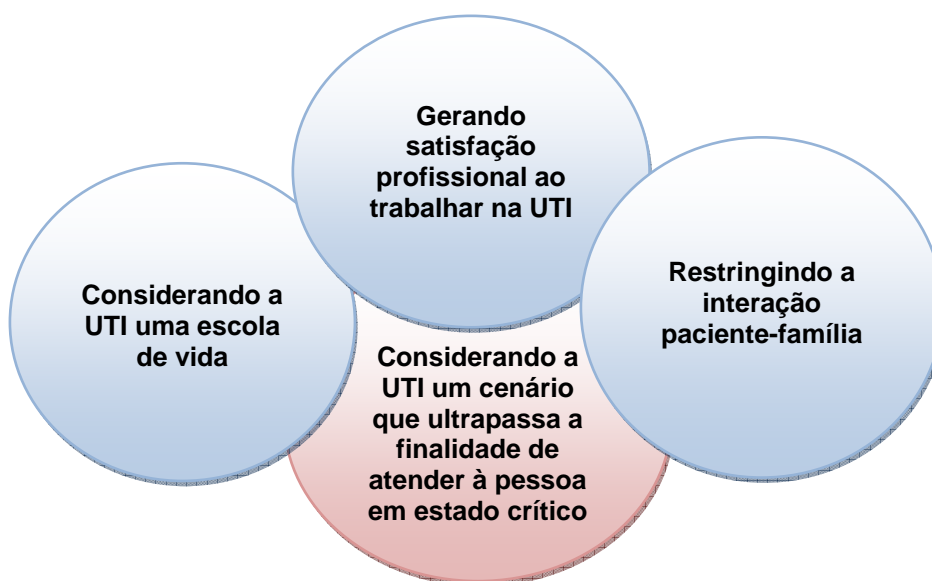 Gerando
satisfação
profissional ao
trabalhar na UTI
Considerando a
UTI uma escola
de vida
Restringindo a
interação
paciente-família
Considerando a
UTI um cenário
que ultrapassa a
finalidade de
atender à pessoa
em estado crítico